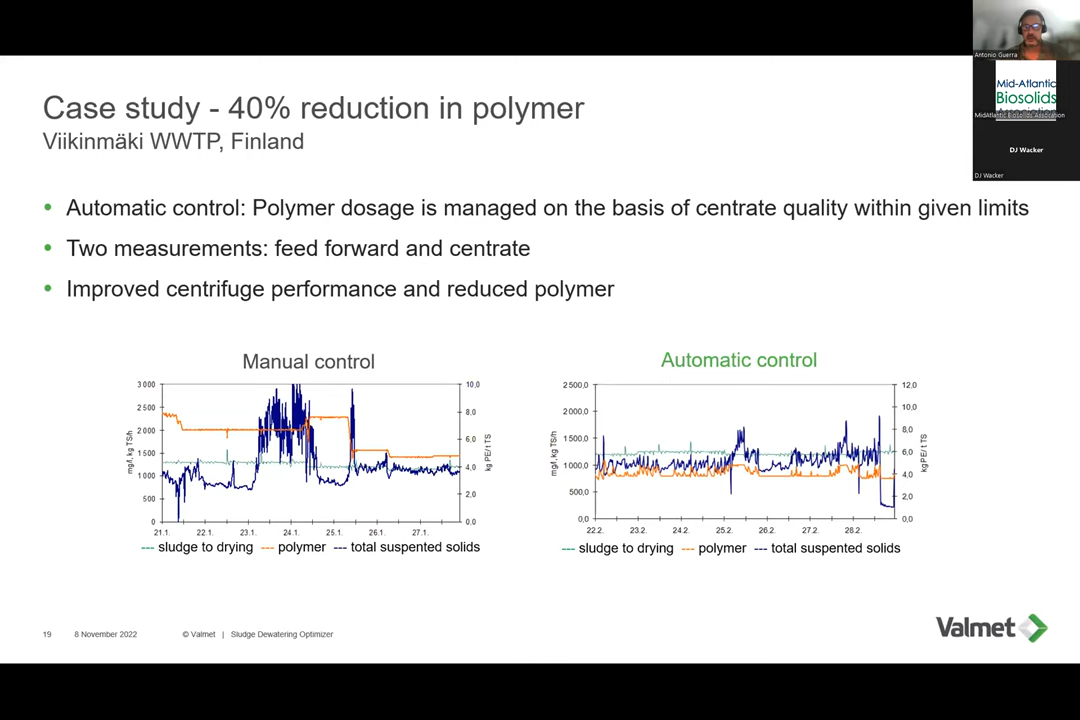 Antonio Guerra
Mid-Atlantic
Biosolids
Association
MidAtlantic Biosolids Association
DJ Wacker
DJ Wacker
Case study - 40% reduction in polymer
Viikinmäki WWTP, Finland
• Automatic control: Polymer dosage is managed on the basis of centrate quality within given limits
• Two measurements: feed forward and centrate
• Improved centrifuge performance and reduced polymer
Manual control
3 000
2 500
2 000
1 500
1 000
500
0
mg/l, kg TS/h
10,0
8,0
6,0
4,0
2,0
0,0
kg PE/t TS
21.1. 22.1. 23.1. 24.1. 25.1. 26.1. 27.1.
--- sludge to drying --- polymer --- total suspented solids
Automatic control
2500,0
2000,0
1500,0
1000,0
500,0
0,0
mg/l, kg TS/h
12,0
10,0
8,0
6,0
4,0
2,0
0,0
kg PE/t TS
22.2. 23.2. 24.2. 25.2. 26.2. 27.2. 28.2.
--- sludge to drying --- polymer --- total suspented solids
19 8 November 2022 © Valmet | Sludge Dewatering Optimizer
Valmet